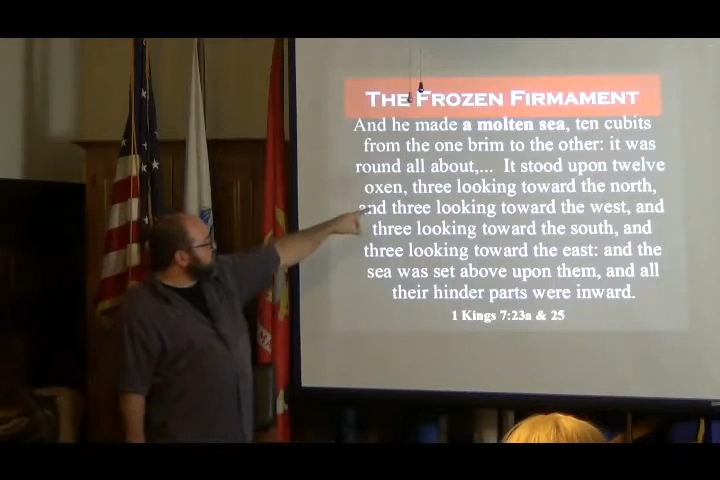 THE FROZEN FIRMAMENT
And he made a molten sea, ten cubits
from the one brim to the other: it was
round all about,... It stood upon twelve
oxen, three looking toward the north,
and three looking toward the west, and
three looking toward the south, and
three looking toward the east: and the
sea was set above upon them, and all
their hinder parts were inward.
1 Kings 7:23a & 25